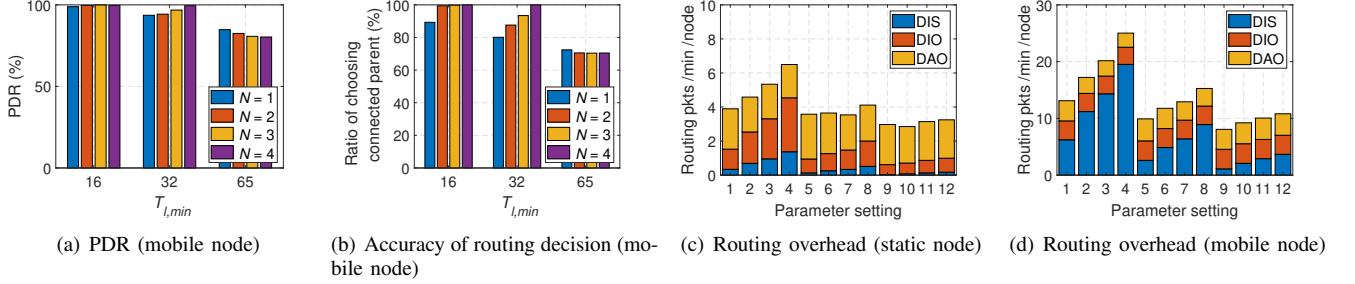 PDR (%)
100
50
0
16
32
65
T_l,min
N = 1
N = 2
N = 3
N = 4
(a) PDR (mobile node)
Ratio of choosing
connected parent (%)
100
80
60
40
20
0
16
32
65
T_l,min
N = 1
N = 2
N = 3
N = 4
(b) Accuracy of routing decision (mo-
bile node)
Routing pkts /min /node
10
8
6
4
2
0
1 2 3 4 5 6 7 8 9 10 11 12
Parameter setting
DIS
DIO
DAO
(c) Routing overhead (static node)
Routing pkts /min /node
30
20
10
0
1 2 3 4 5 6 7 8 9 10 11 12
Parameter setting
DIS
DIO
DAO
(d) Routing overhead (mobile node)